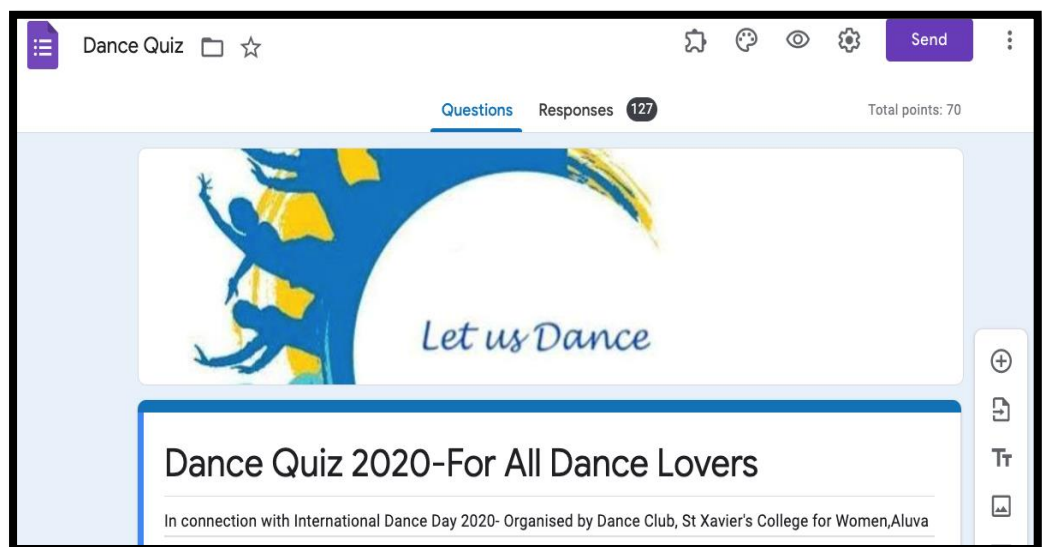 Dance Quiz
Send
Questions Responses 127
Total points: 70
Let us Dance
Dance Quiz 2020-For All Dance Lovers
In connection with International Dance Day 2020- Organised by Dance Club, St Xavier's College for Women,Aluva
Tт